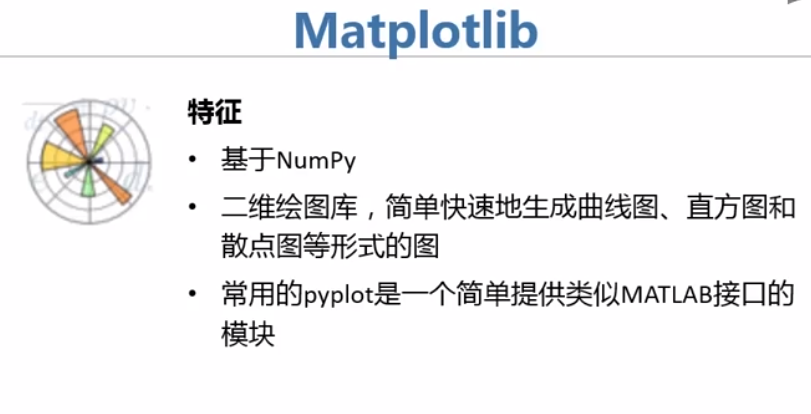 Matplotlib
特征
• 基于NumPy
• 二维绘图库，简单快速地生成曲线图、直方图和
散点图等形式的图
• 常用的pyplot是一个简单提供类似MATLAB接口的
模块